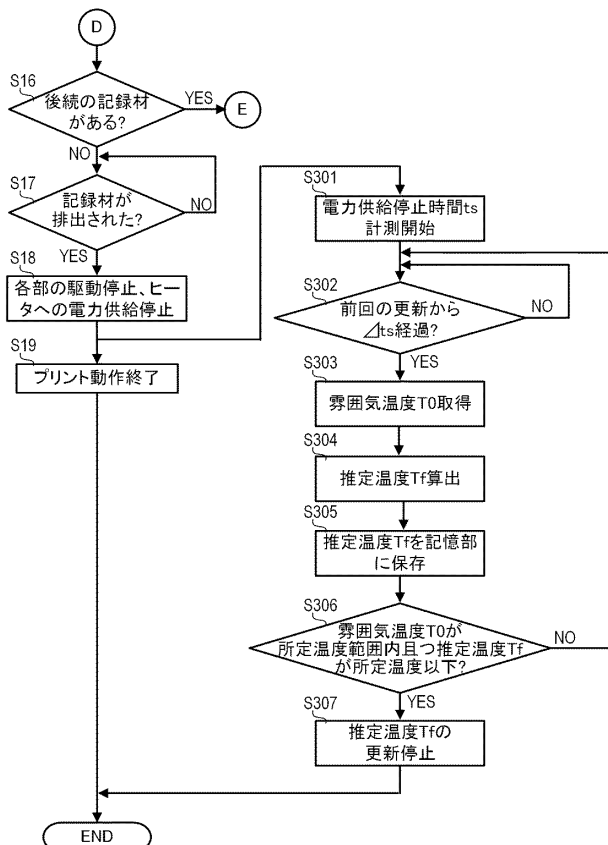 D
S16
後続の記録材
がある?
YES
E
NO
S17
記録材が
排出された?
NO
YES
S18
各部の駆動停止、ヒー
タへの電力供給停止
S19
プリント動作終了
S301
電力供給停止時間ts
計測開始
S302
前回の更新から
⊿ts経過?
NO
YES
S303
雰囲気温度T0取得
S304
推定温度Tf算出
S305
推定温度Tfを記憶部
に保存
S306
雰囲気温度T0が
所定温度範囲内且つ推定温度Tf
が所定温度以下?
NO
YES
S307
推定温度Tfの
更新停止
END